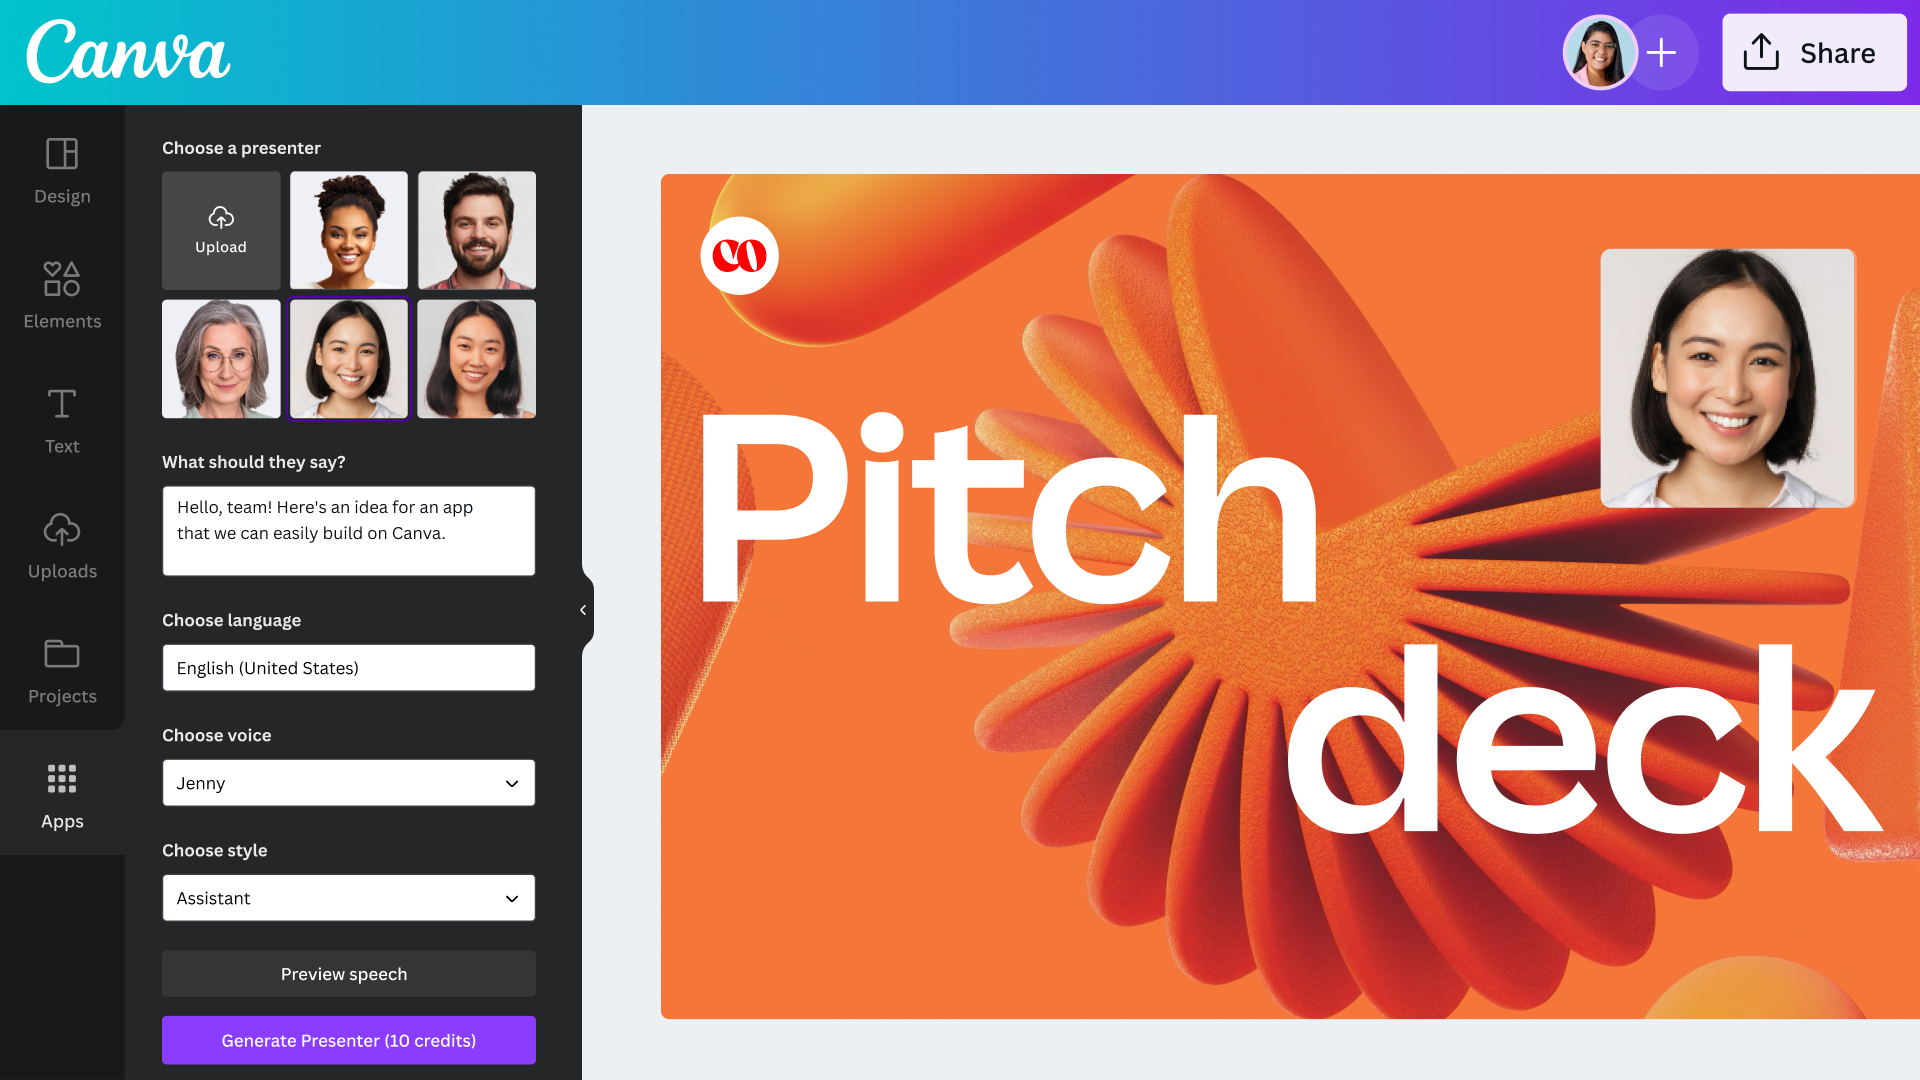 Canva
Share
Design
Elements
Text
Uploads
Projects
Apps
Choose a presenter
Upload
What should they say?
Hello, team! Here's an idea for an app
that we can easily build on Canva.
Choose language
English (United States)
Choose voice
Jenny
Choose style
Assistant
Preview speech
Generate Presenter (10 credits)
Pitch
deck